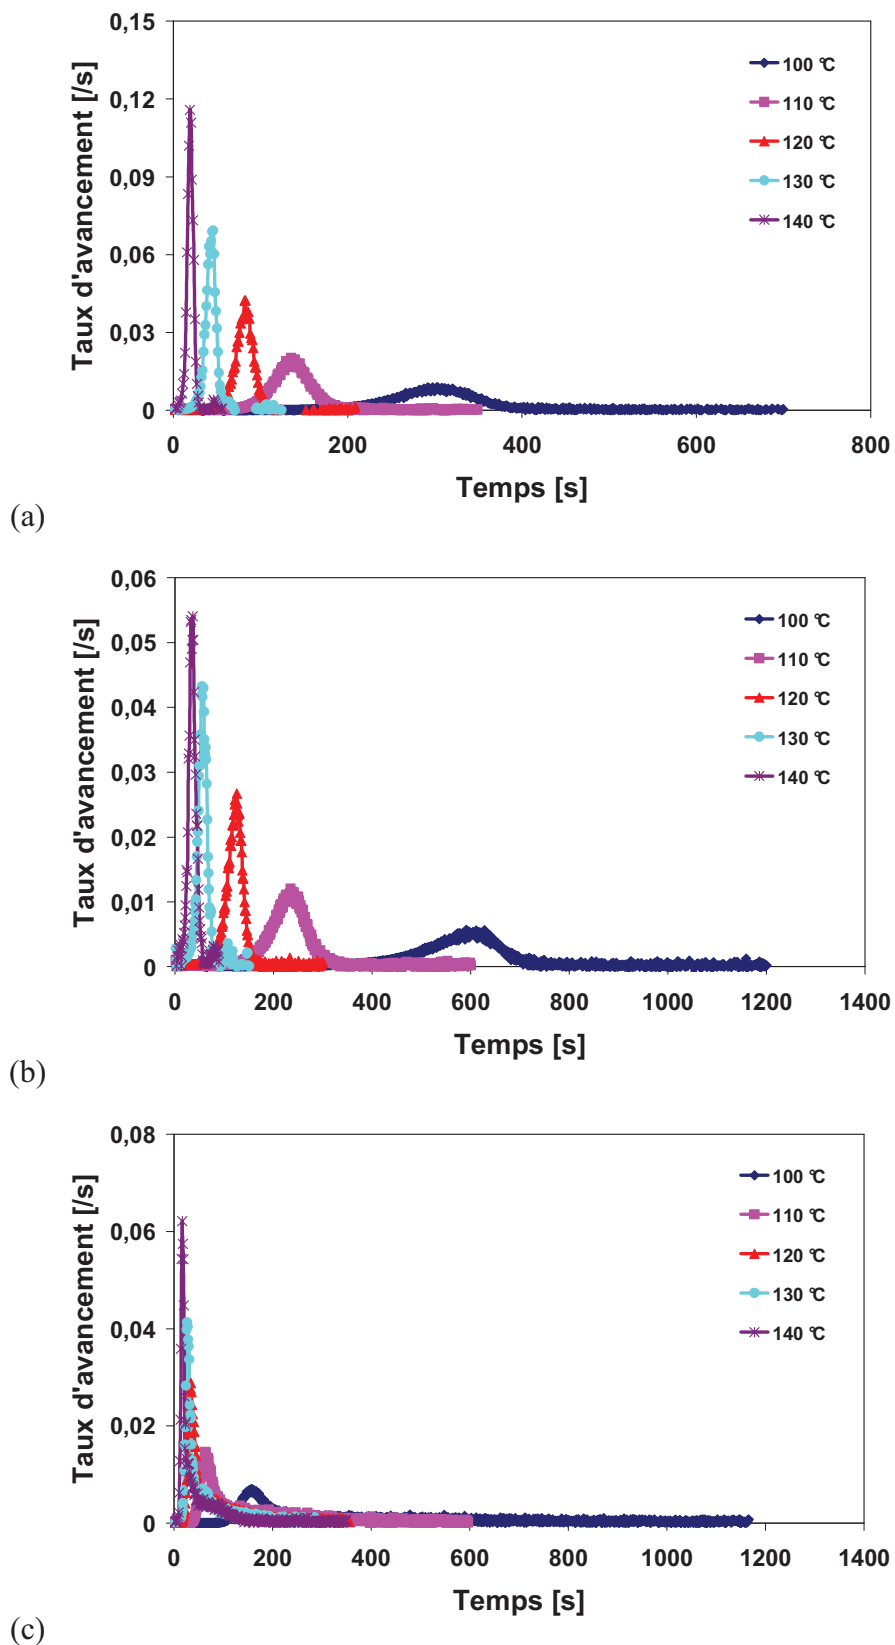 0,15
0,12
0,09
0,06
0,03
0
Taux d'avancement [/s]
100 °C
110 °C
120 °C
130 °C
140 °C
0 200 400 600 800
Temps [s]
(a)
0,06
0,05
0,04
0,03
0,02
0,01
0
Taux d'avancement [/s]
100 °C
110 °C
120 °C
130 °C
140 °C
0 200 400 600 800 1000 1200 1400
Temps [s]
(b)
0,08
0,06
0,04
0,02
0
Taux d'avancement [/s]
100 °C
110 °C
120 °C
130 °C
140 °C
0 200 400 600 800 1000 1200 1400
Temps [s]
(c)